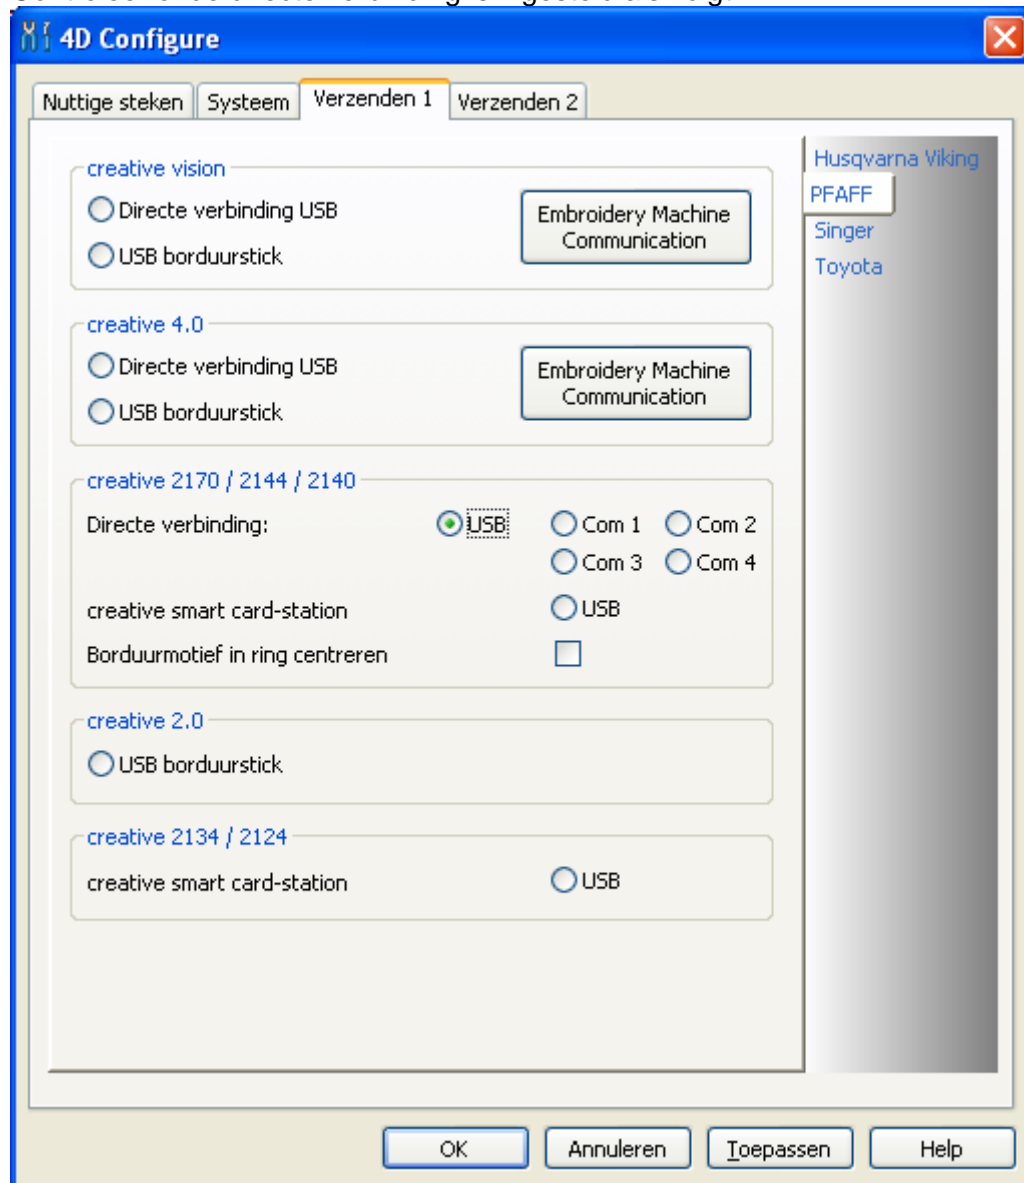 4D Configure
Nuttige steken Systeem Verzenden 1 Verzenden 2
creative vision
Directe verbinding USB
USB borduurstick
Embroidery Machine
Communication
creative 4.0
Directe verbinding USB
USB borduurstick
Embroidery Machine
Communication
creative 2170 / 2144 / 2140
Directe verbinding: USB Com 1 Com 2
Com 3 Com 4
creative smart card-station USB
Borduurmotief in ring centreren
creative 2.0
USB borduurstick
creative 2134 / 2124
creative smart card-station USB
Husqvarna Viking
PFAFF
Singer
Toyota
OK Annuleren Toepassen Help